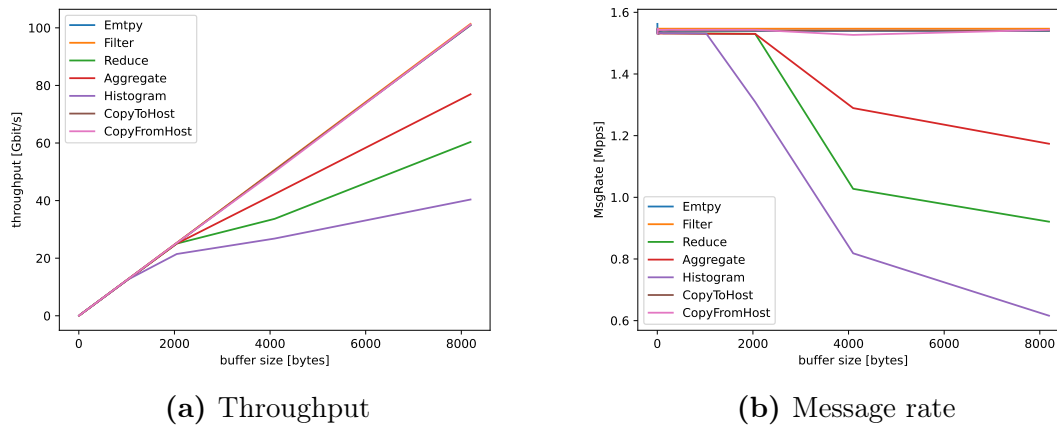 100
80
60
40
20
0
throughput [Gbit/s]
Emtpy
Filter
Reduce
Aggregate
Histogram
CopyToHost
CopyFromHost
0 2000 4000 6000 8000
buffer size [bytes]
(a) Throughput
1.6
1.4
1.2
1.0
0.8
0.6
MsgRate [Mpps]
Emtpy
Filter
Reduce
Aggregate
Histogram
CopyToHost
CopyFromHost
0 2000 4000 6000 8000
buffer size [bytes]
(b) Message rate